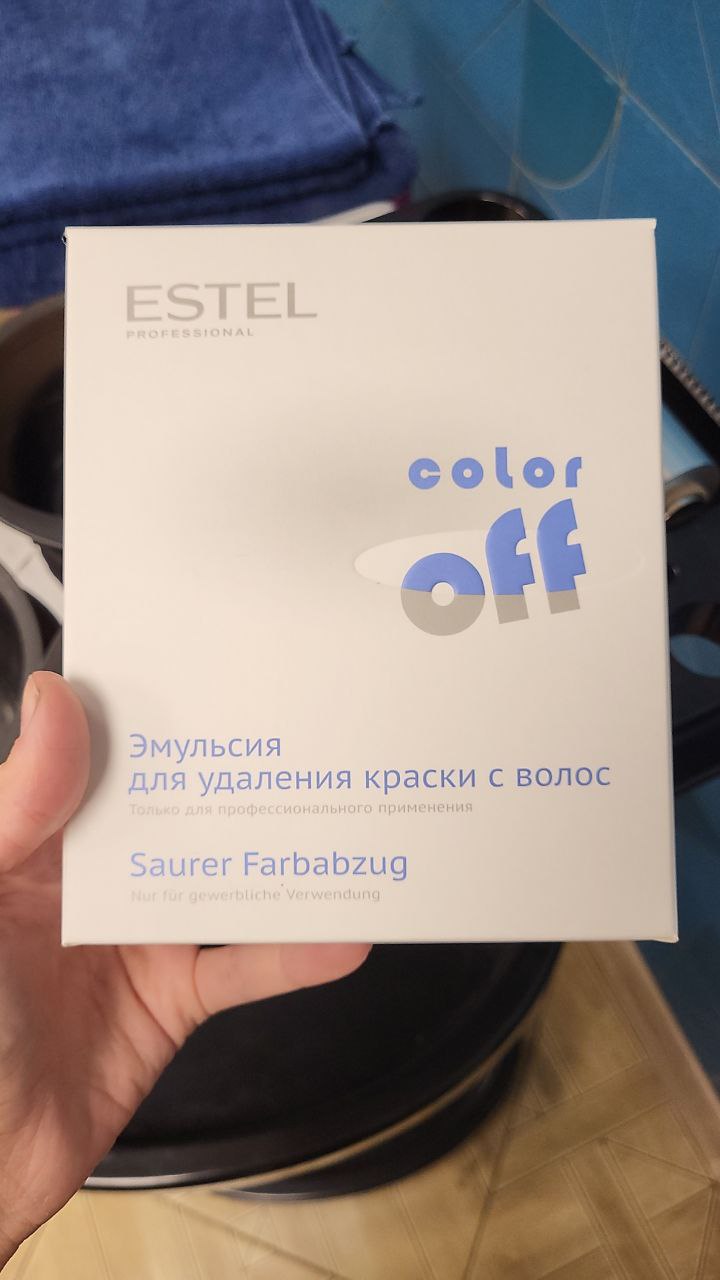 ESTEL
PROFESSIONAL
color
off
Эмульсия
для удаления краски с волос
Только для профессионального применения
Saurer Farbabzug
Nur für gewerbliche Verwendung